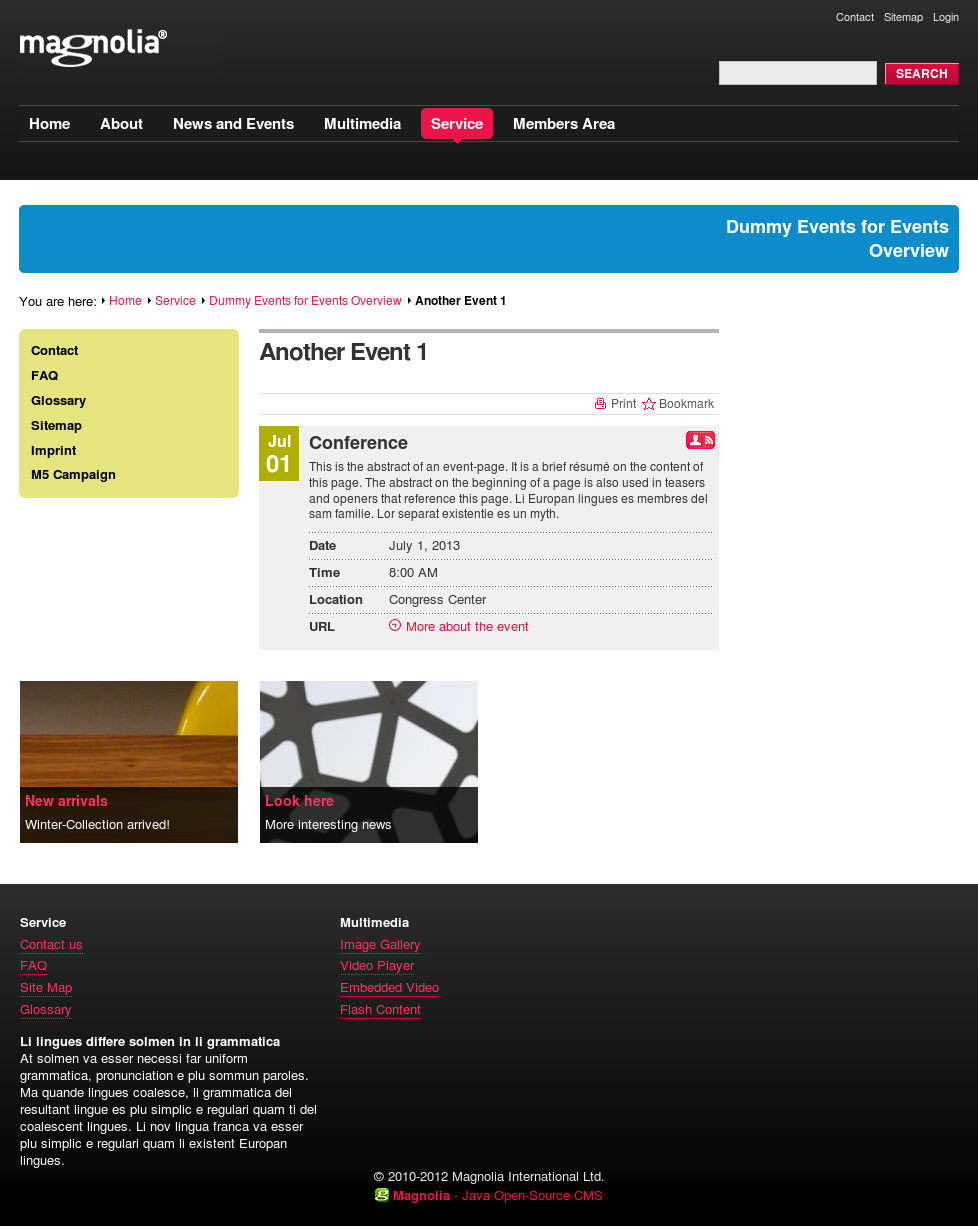 Contact Sitemap Login
magnolia®
SEARCH
Home About News and Events Multimedia Service Members Area
Dummy Events for Events
Overview
You are here: Home Service Dummy Events for Events Overview Another Event 1
Contact
FAQ
Glossary
Sitemap
Imprint
M5 Campaign
Another Event 1
Print Bookmark
Jul
01
Conference
This is the abstract of an event-page. It is a brief résumé on the content of
this page. The abstract on the beginning of a page is also used in teasers
and openers that reference this page. Li Europan lingues es membres del
sam familie. Lor separat existentie es un myth.
Date July 1, 2013
Time 8:00 AM
Location Congress Center
URL More about the event
New arrivals
Winter-Collection arrived!
Look here
More interesting news
Service
Contact us
FAQ
Site Map
Glossary
Multimedia
Image Gallery
Video Player
Embedded Video
Flash Content
Li lingues differe solmen in li grammatica
At solmen va esser necessi far uniform
grammatica, pronunciation e plu sommun paroles.
Ma quande lingues coalesce, li grammatica del
resultant lingue es plu simplic e regulari quam ti del
coalescent lingues. Li nov lingua franca va esser
plu simplic e regulari quam li existent Europan
lingues.
© 2010-2012 Magnolia International Ltd.
Magnolia - Java Open-Source CMS